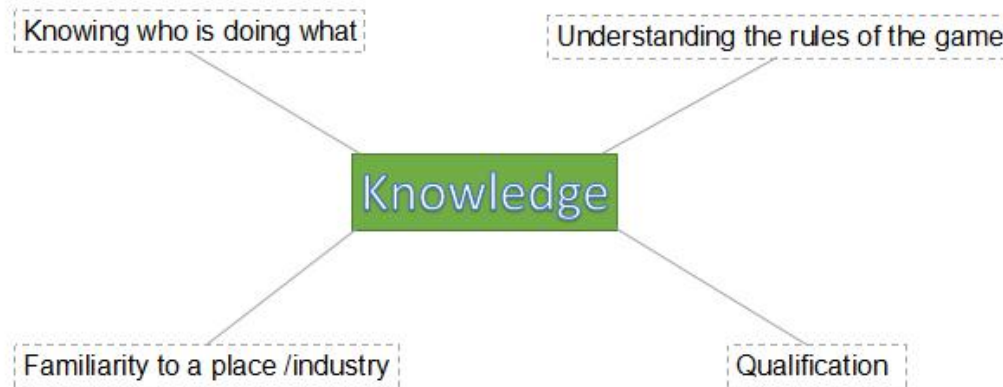 Knowing who is doing what
Understanding the rules of the game
Knowledge
Familiarity to a place /industry
Qualification